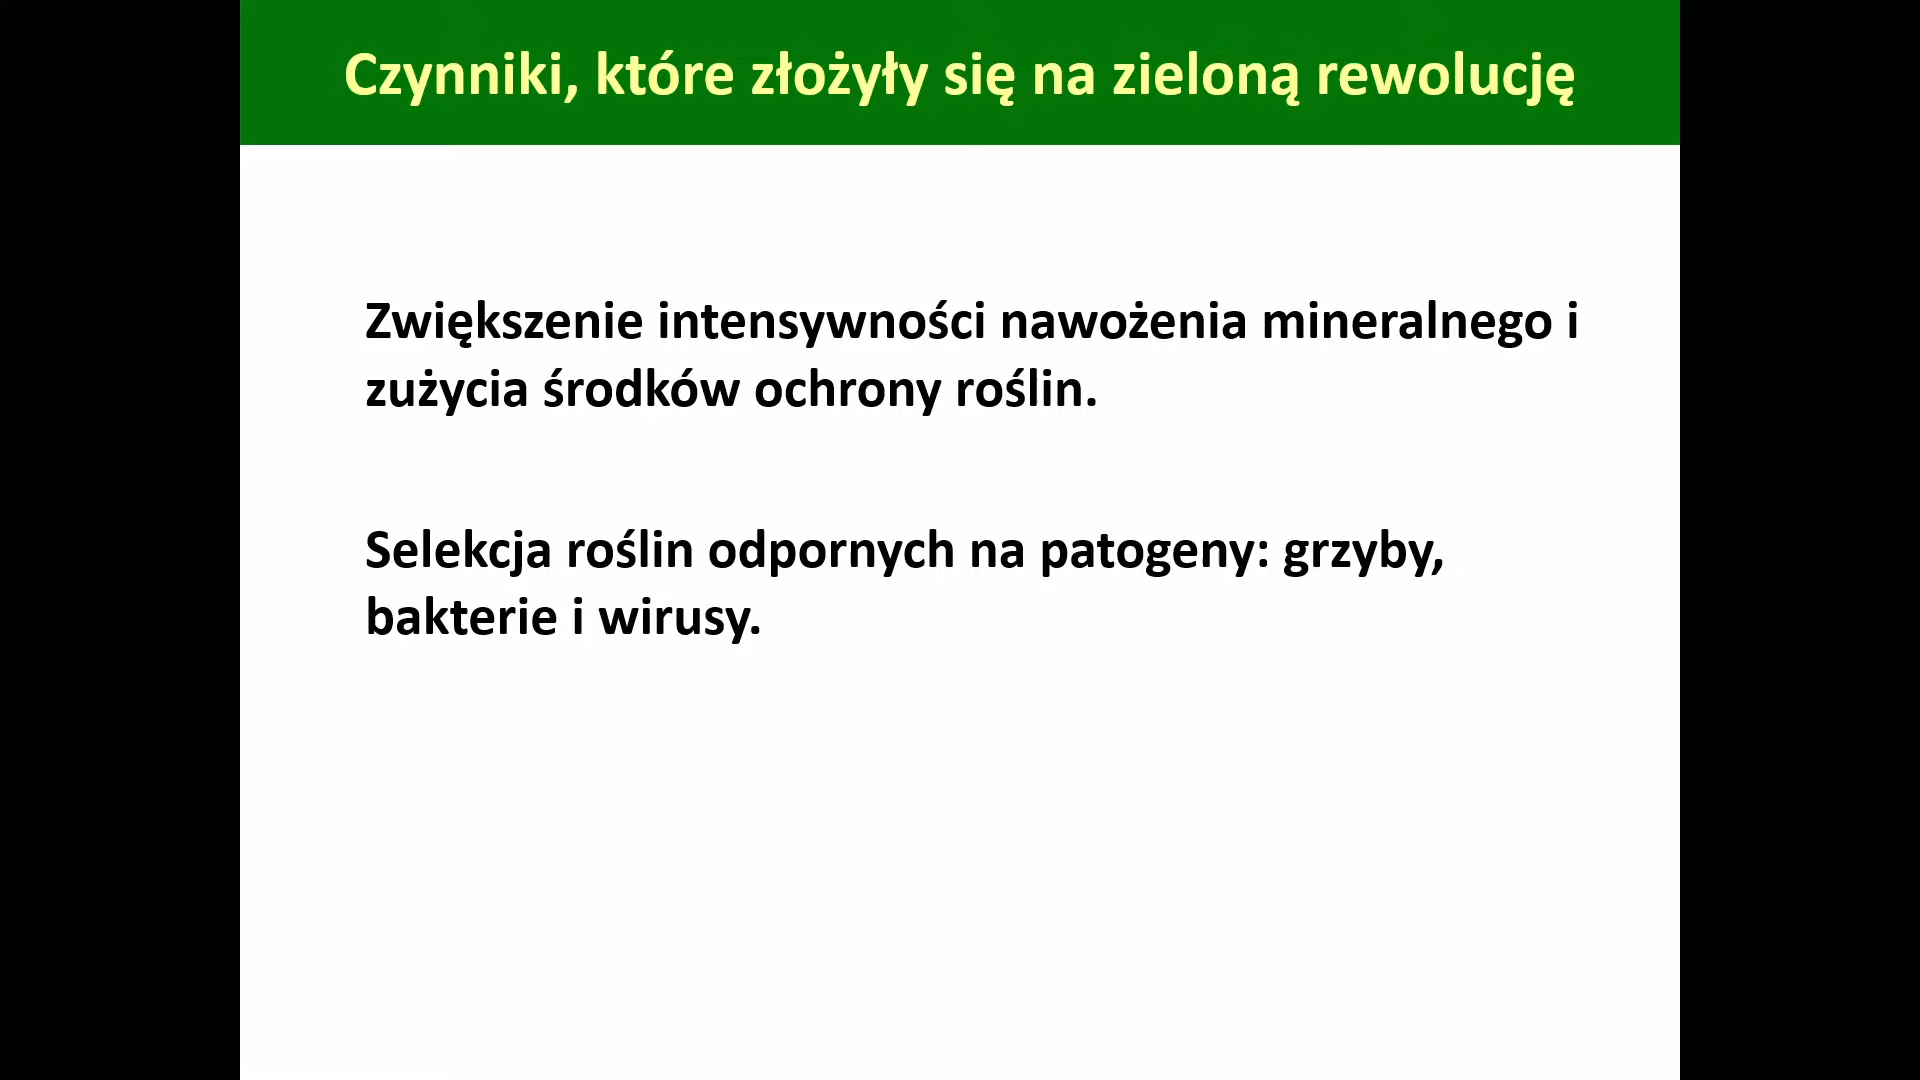 Czynniki, które złożyły się na zieloną rewolucję
Zwiększenie intensywności nawożenia mineralnego i
zużycia środków ochrony roślin.
Selekcja roślin odpornych na patogeny: grzyby,
bakterie i wirusy.